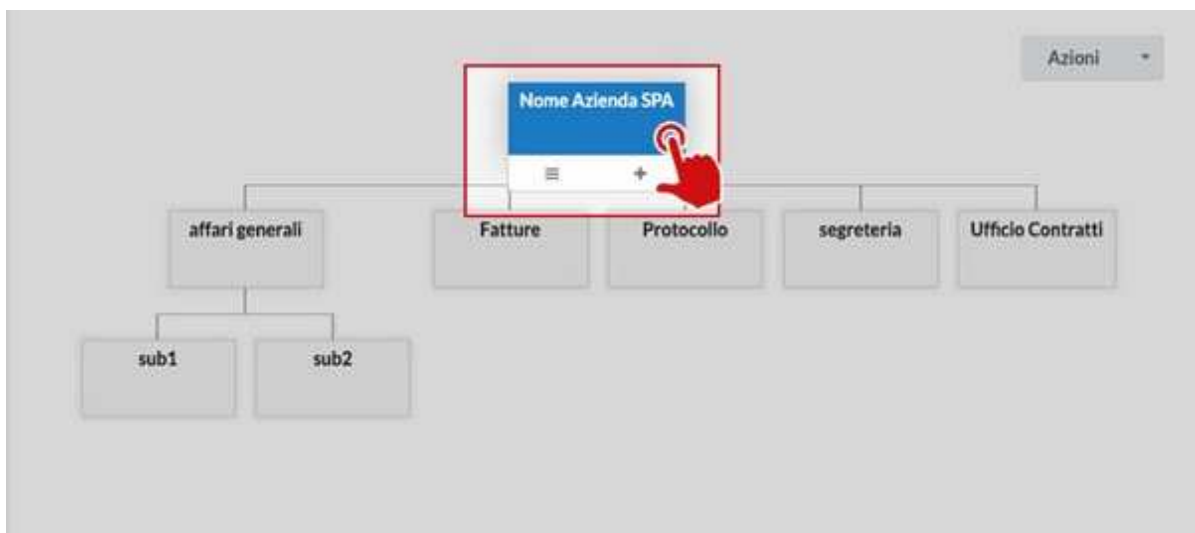 Azioni
Nome Azienda SPA
affari generali
Fatture
Protocollo
segreteria
Ufficio Contratti
sub1
sub2